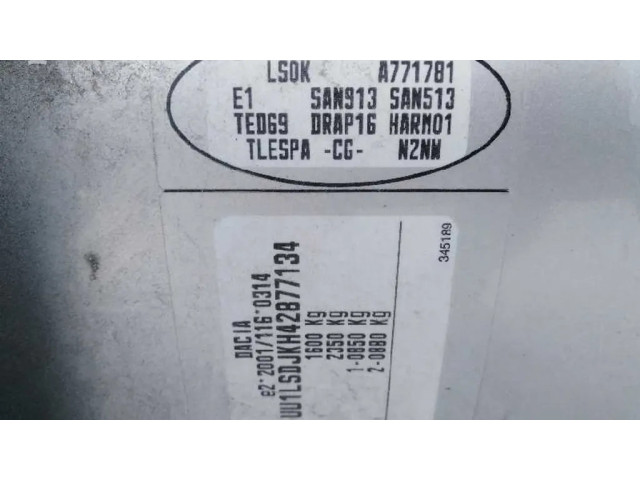 LSOK A771781
E1 SAN913 SAN513
TED69 DRAP16 HARM01
TLESPA -CG- N2NW
DACIA
e2*2001/116*0314
UU1LSDJKH42877134
1600 Kg
2350 Kg
1-0850 Kg
2-0880 Kg
345189